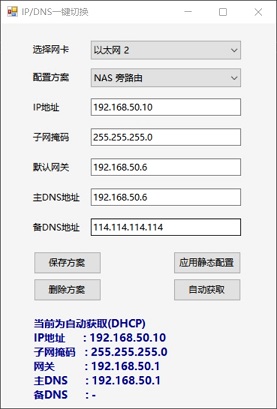 IP/DNS一键切换
选择网卡 以太网 2
配置方案 NAS 旁路由
IP地址 192.168.50.10
子网掩码 255.255.255.0
默认网关 192.168.50.6
主DNS地址 192.168.50.6
备DNS地址 114.114.114.114
保存方案 应用静态配置
删除方案 自动获取
当前为自动获取(DHCP)
IP地址 : 192.168.50.10
子网掩码 : 255.255.255.0
网关 : 192.168.50.1
主DNS : 192.168.50.1
备DNS : -